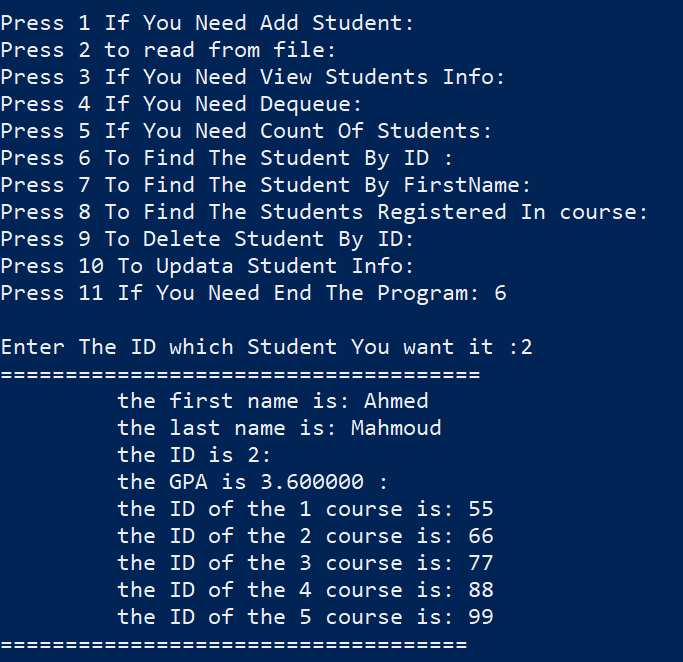 Press 1 If You Need Add Student:
Press 2 to read from file:
Press 3 If You Need View Students Info:
Press 4 If You Need Dequeue:
Press 5 If You Need Count Of Students:
Press 6 To Find The Student By ID :
Press 7 To Find The Student By FirstName:
Press 8 To Find The Students Registered In course:
Press 9 To Delete Student By ID:
Press 10 To Updata Student Info:
Press 11 If You Need End The Program: 6
Enter The ID which Student You want it :2
=====================================
the first name is: Ahmed
the last name is: Mahmoud
the ID is 2:
the GPA is 3.600000 :
the ID of the 1 course is: 55
the ID of the 2 course is: 66
the ID of the 3 course is: 77
the ID of the 4 course is: 88
the ID of the 5 course is: 99
====================================